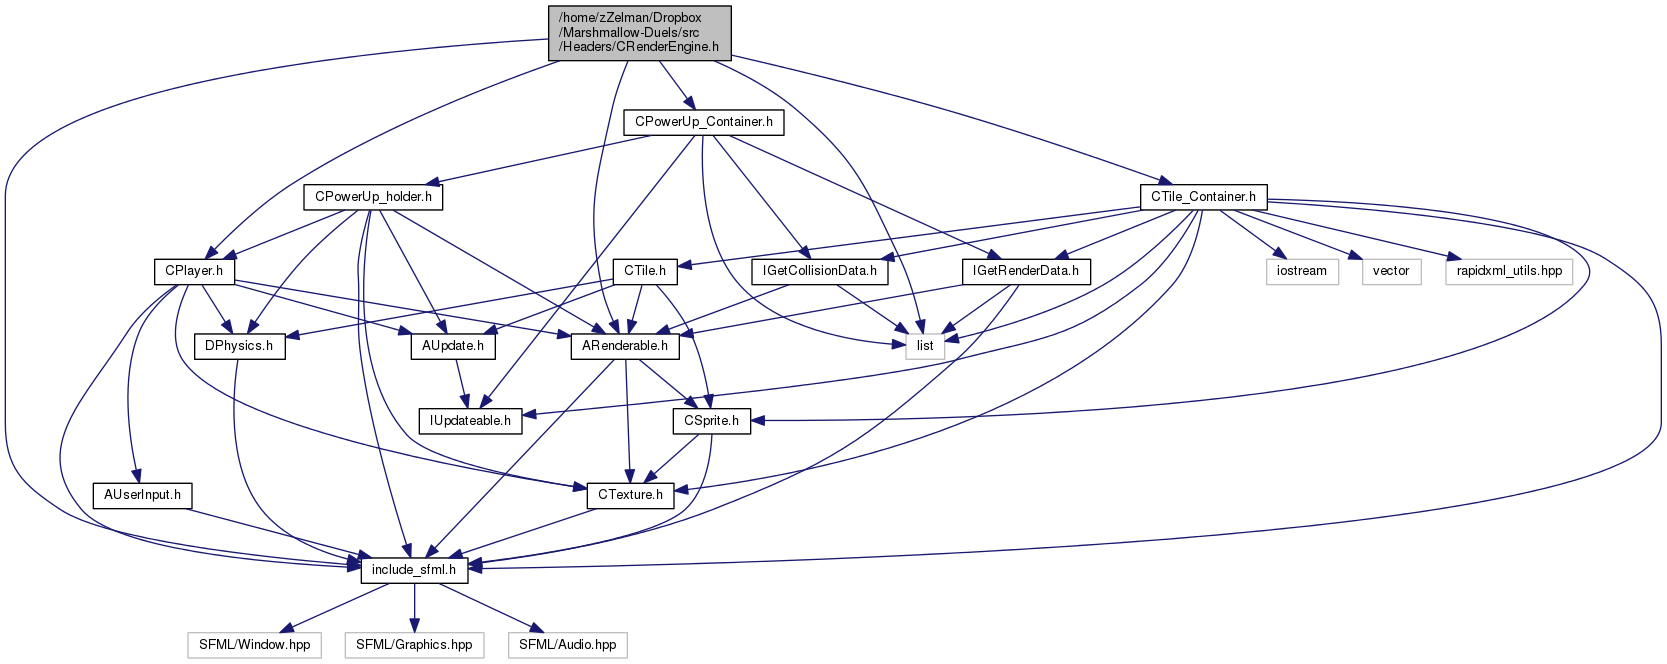 /home/zZelman/Dropbox
/Marshmallow-Duels/src
/Headers/CRenderEngine.h
CPowerUp_Container.h
CPowerUp_holder.h
CTile_Container.h
CPlayer.h
CTile.h
IGetCollisionData.h
IGetRenderData.h
iostream
vector
rapidxml_utils.hpp
DPhysics.h
AUpdate.h
ARenderable.h
list
IUpdateable.h
CSprite.h
AUserInput.h
CTexture.h
include_sfml.h
SFML/Window.hpp
SFML/Graphics.hpp
SFML/Audio.hpp